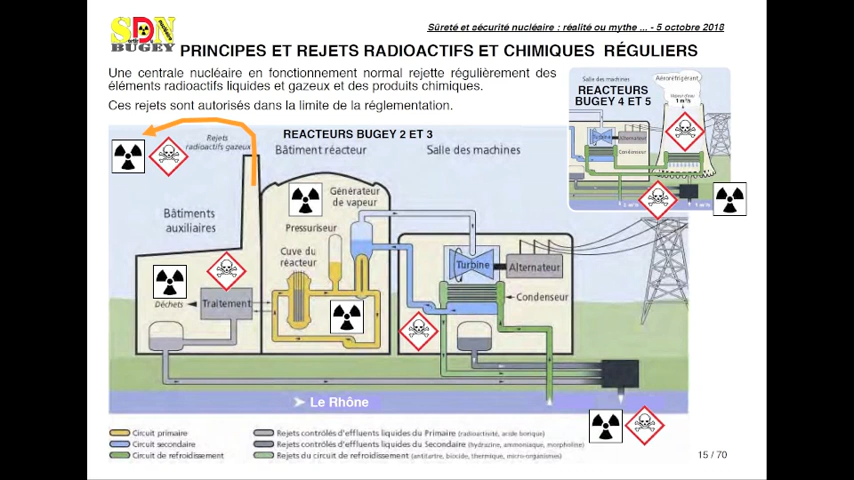 SDN
nucléaire
BUGEY
Sûreté et sécurité nucléaire : réalité ou mythe ... - 5 octobre 2018
PRINCIPES ET REJETS RADIOACTIFS ET CHIMIQUES RÉGULIERS
Une centrale nucléaire en fonctionnement normal rejette régulièrement des
éléments radioactifs liquides et gazeux et des produits chimiques.
Ces rejets sont autorisés dans la limite de la réglementation.
Salle des machines
Aéroréfrigérant
REACTEURS
BUGEY 4 ET 5
Vapeur d'eau
1 m³/s
Turbine
Alternateur
Condenseur
REACTEURS BUGEY 2 ET 3
Rejets
radioactifs gazeux
Bâtiment réacteur
Salle des machines
Générateur
de vapeur
Bâtiments
auxiliaires
Pressuriseur
Cuve du
réacteur
Turbine
Alternateur
Déchets
Traitement
Condenseur
Le Rhône
Circuit primaire
Rejets contrôlés d'effluents liquides du Primaire (radioactivité, acide borique)
Circuit secondaire
Rejets contrôlés d'effluents liquides du Secondaire (hydrazine, ammoniaque, morpholine)
Circuit de refroidissement
Rejets du circuit de refroidissement (antitartre, biocide, thermique, micro-organismes)
15 / 70